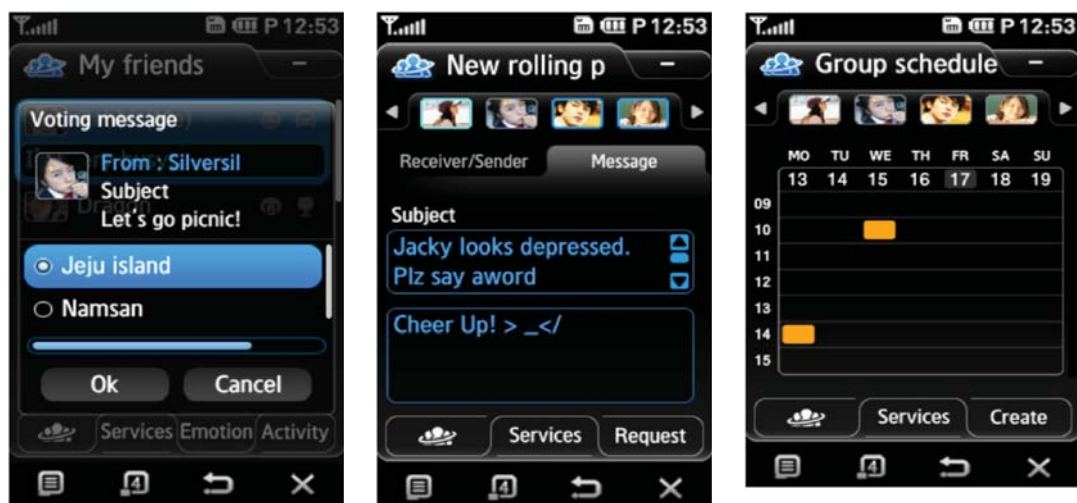 P 12:53
My friends
Voting message
From : Silversil
Subject
Let's go picnic!
Dragon
Jeju island
Namsan
Ok Cancel
Services Emotion Activity
4
P 12:53
New rolling p
Receiver/Sender Message
Subject
Jacky looks depressed.
Plz say aword
Cheer Up! > _</
Services Request
4
P 12:53
Group schedule
MO TU WE TH FR SA SU
13 14 15 16 17 18 19
09
10
11
12
13
14
15
Services Create
4